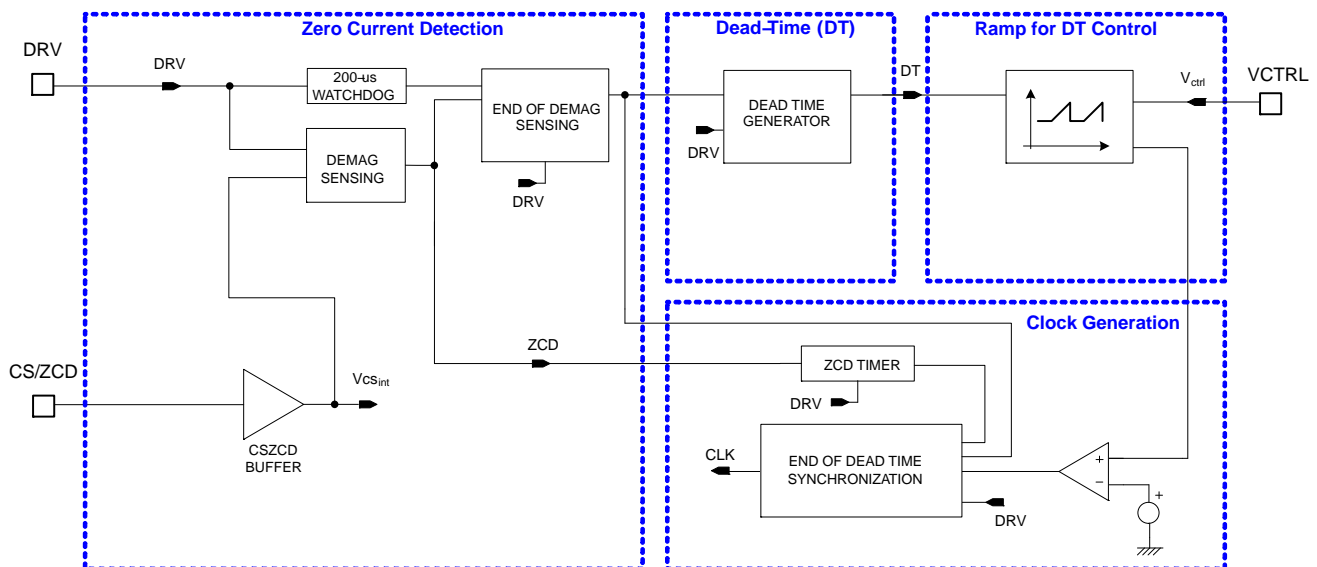 Zero Current Detection
Dead-Time (DT)
Ramp for DT Control
DRV
DRV
200-us
WATCHDOG
END OF DEMAG
SENSING
DRV
DEMAG
SENSING
DEAD TIME
GENERATOR
DRV
DT
Vctrl
VCTRL
Clock Generation
ZCD
ZCD TIMER
DRV
CS/ZCD
Vcsint
CSZCD
BUFFER
CLK
END OF DEAD TIME
SYNCHRONIZATION
DRV
+
−
+